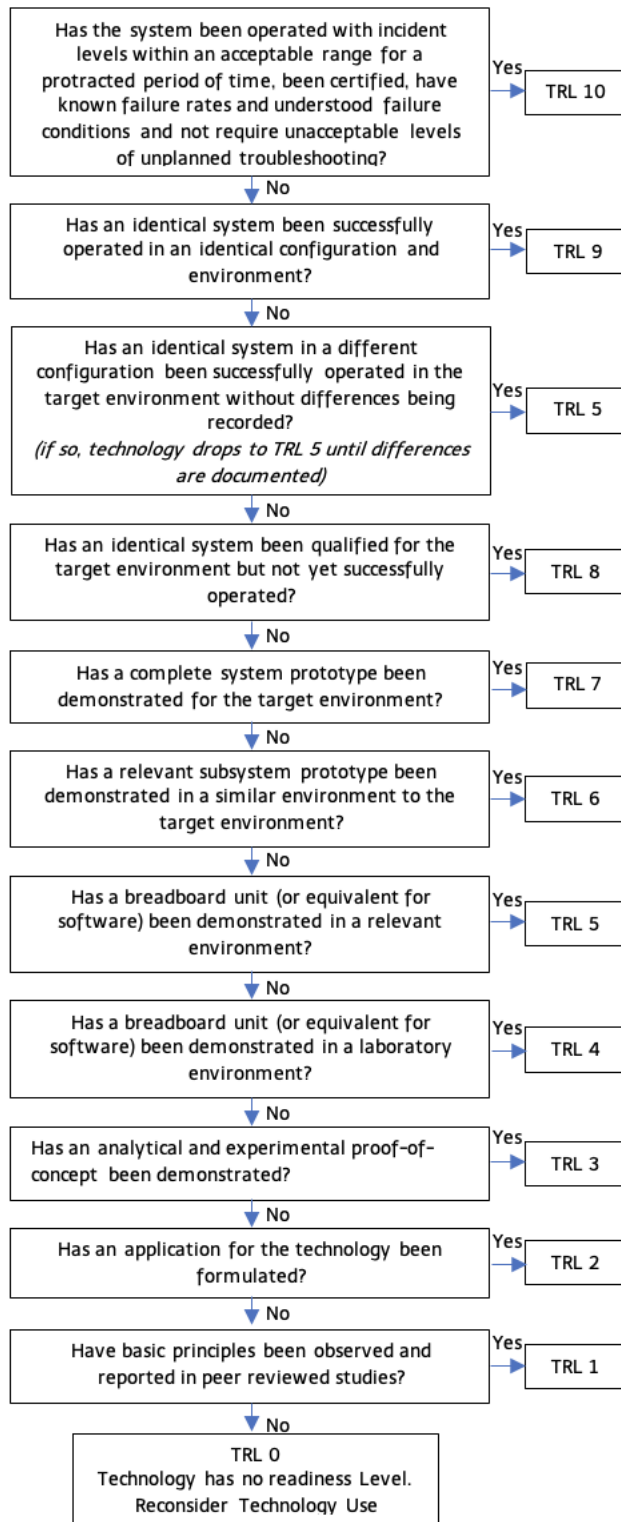 Has the system been operated with incident
levels within an acceptable range for a
protracted period of time, been certified, have
known failure rates and understood failure
conditions and not require unacceptable levels
of unplanned troubleshooting?
Yes
TRL 10
No
Has an identical system been successfully
operated in an identical configuration and
environment?
Yes
TRL 9
No
Has an identical system in a different
configuration been successfully operated in the
target environment without differences being
recorded?
(if so, technology drops to TRL 5 until differences
are documented)
Yes
TRL 5
No
Has an identical system been qualified for the
target environment but not yet successfully
operated?
Yes
TRL 8
No
Has a complete system prototype been
demonstrated for the target environment?
Yes
TRL 7
No
Has a relevant subsystem prototype been
demonstrated in a similar environment to the
target environment?
Yes
TRL 6
No
Has a breadboard unit (or equivalent for
software) been demonstrated in a relevant
environment?
Yes
TRL 5
No
Has a breadboard unit (or equivalent for
software) been demonstrated in a laboratory
environment?
Yes
TRL 4
No
Has an analytical and experimental proof-of-
concept been demonstrated?
Yes
TRL 3
No
Has an application for the technology been
formulated?
Yes
TRL 2
No
Have basic principles been observed and
reported in peer reviewed studies?
Yes
TRL 1
No
TRL 0
Technology has no readiness Level.
Reconsider Technology Use